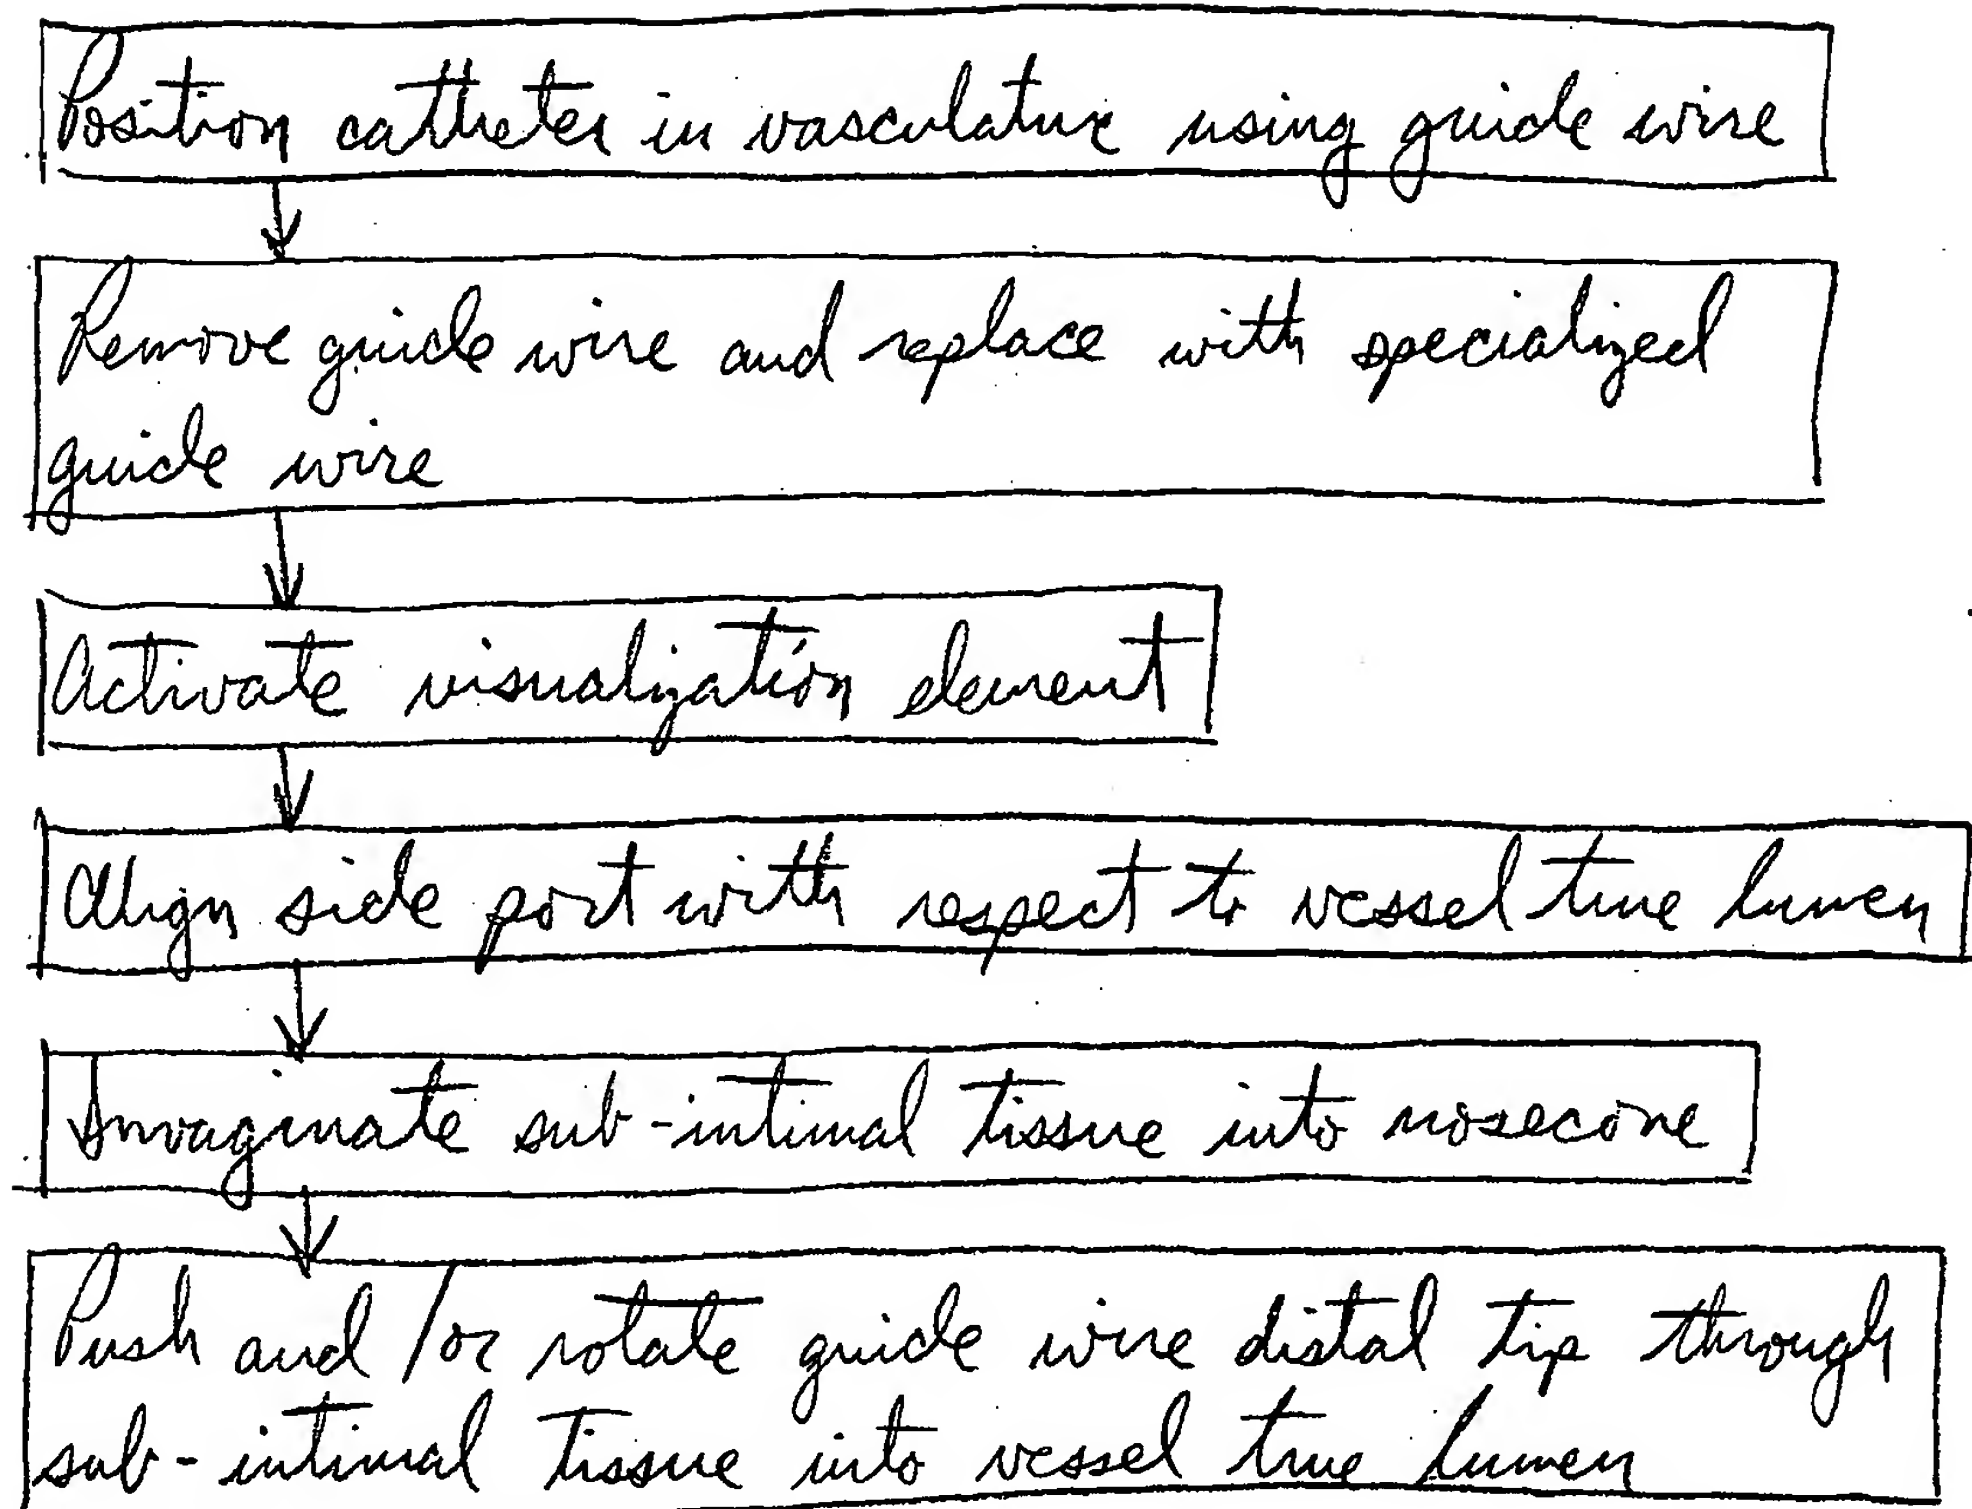 Position catheter in vasculature using guide wire
Remove guide wire and replace with specialized
guide wire
Activate visualization element
Align side port with respect to vessel true lumen
Invaginate sub-intimal tissue into nosecone
Push and/or rotate guide wire distal tip through
sub-intimal tissue into vessel true lumen